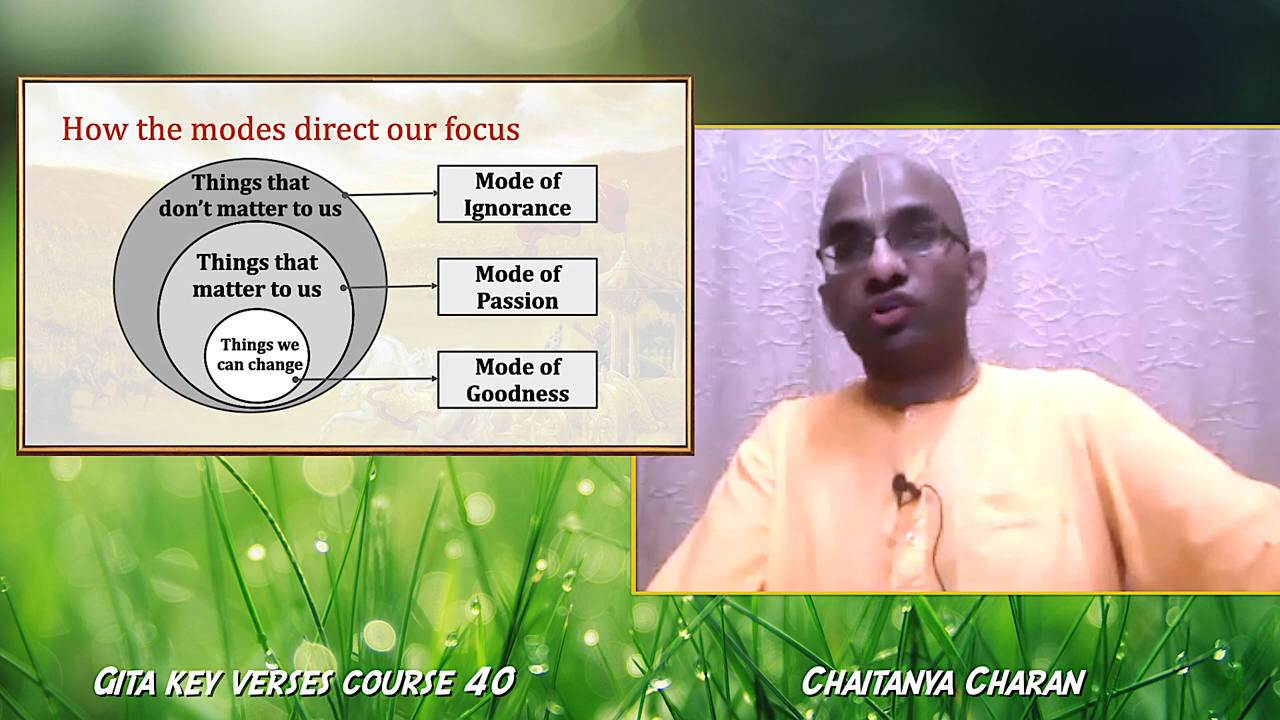 How the modes direct our focus
Things that
don't matter to us
Mode of
Ignorance
Things that
matter to us
Mode of
Passion
Things we
can change
Mode of
Goodness
GITA KEY VERSES COURSE 40
CHAITANYA CHARAN